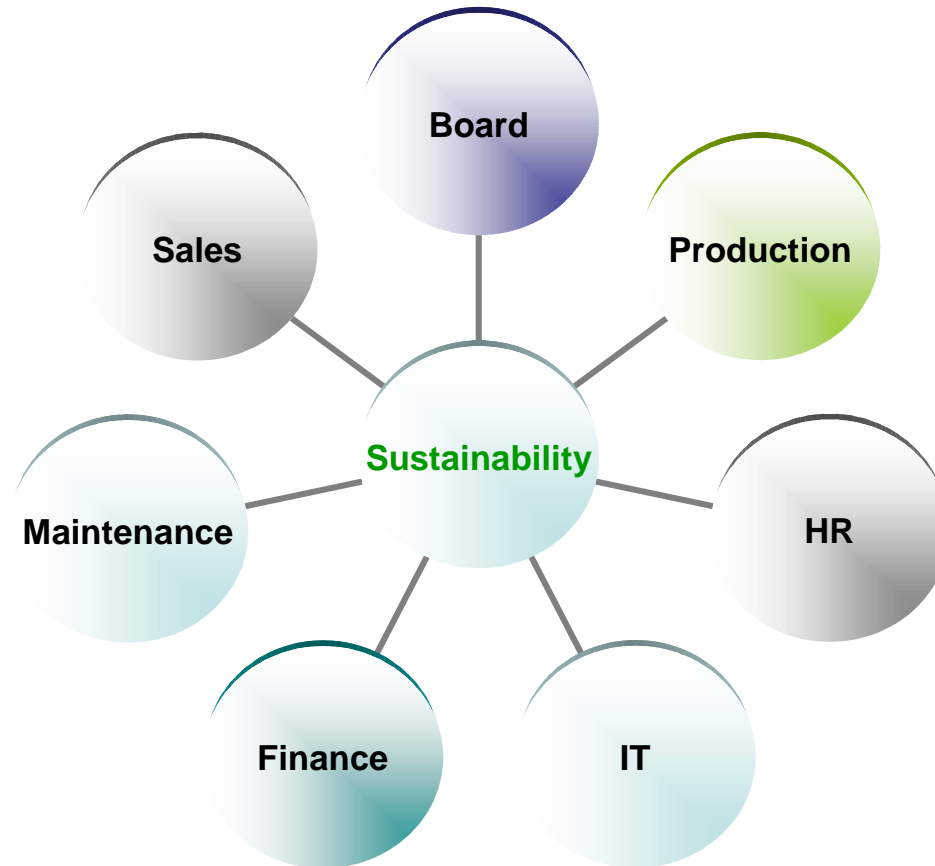 Board
Sales
Production
Sustainability
Maintenance
HR
Finance
IT